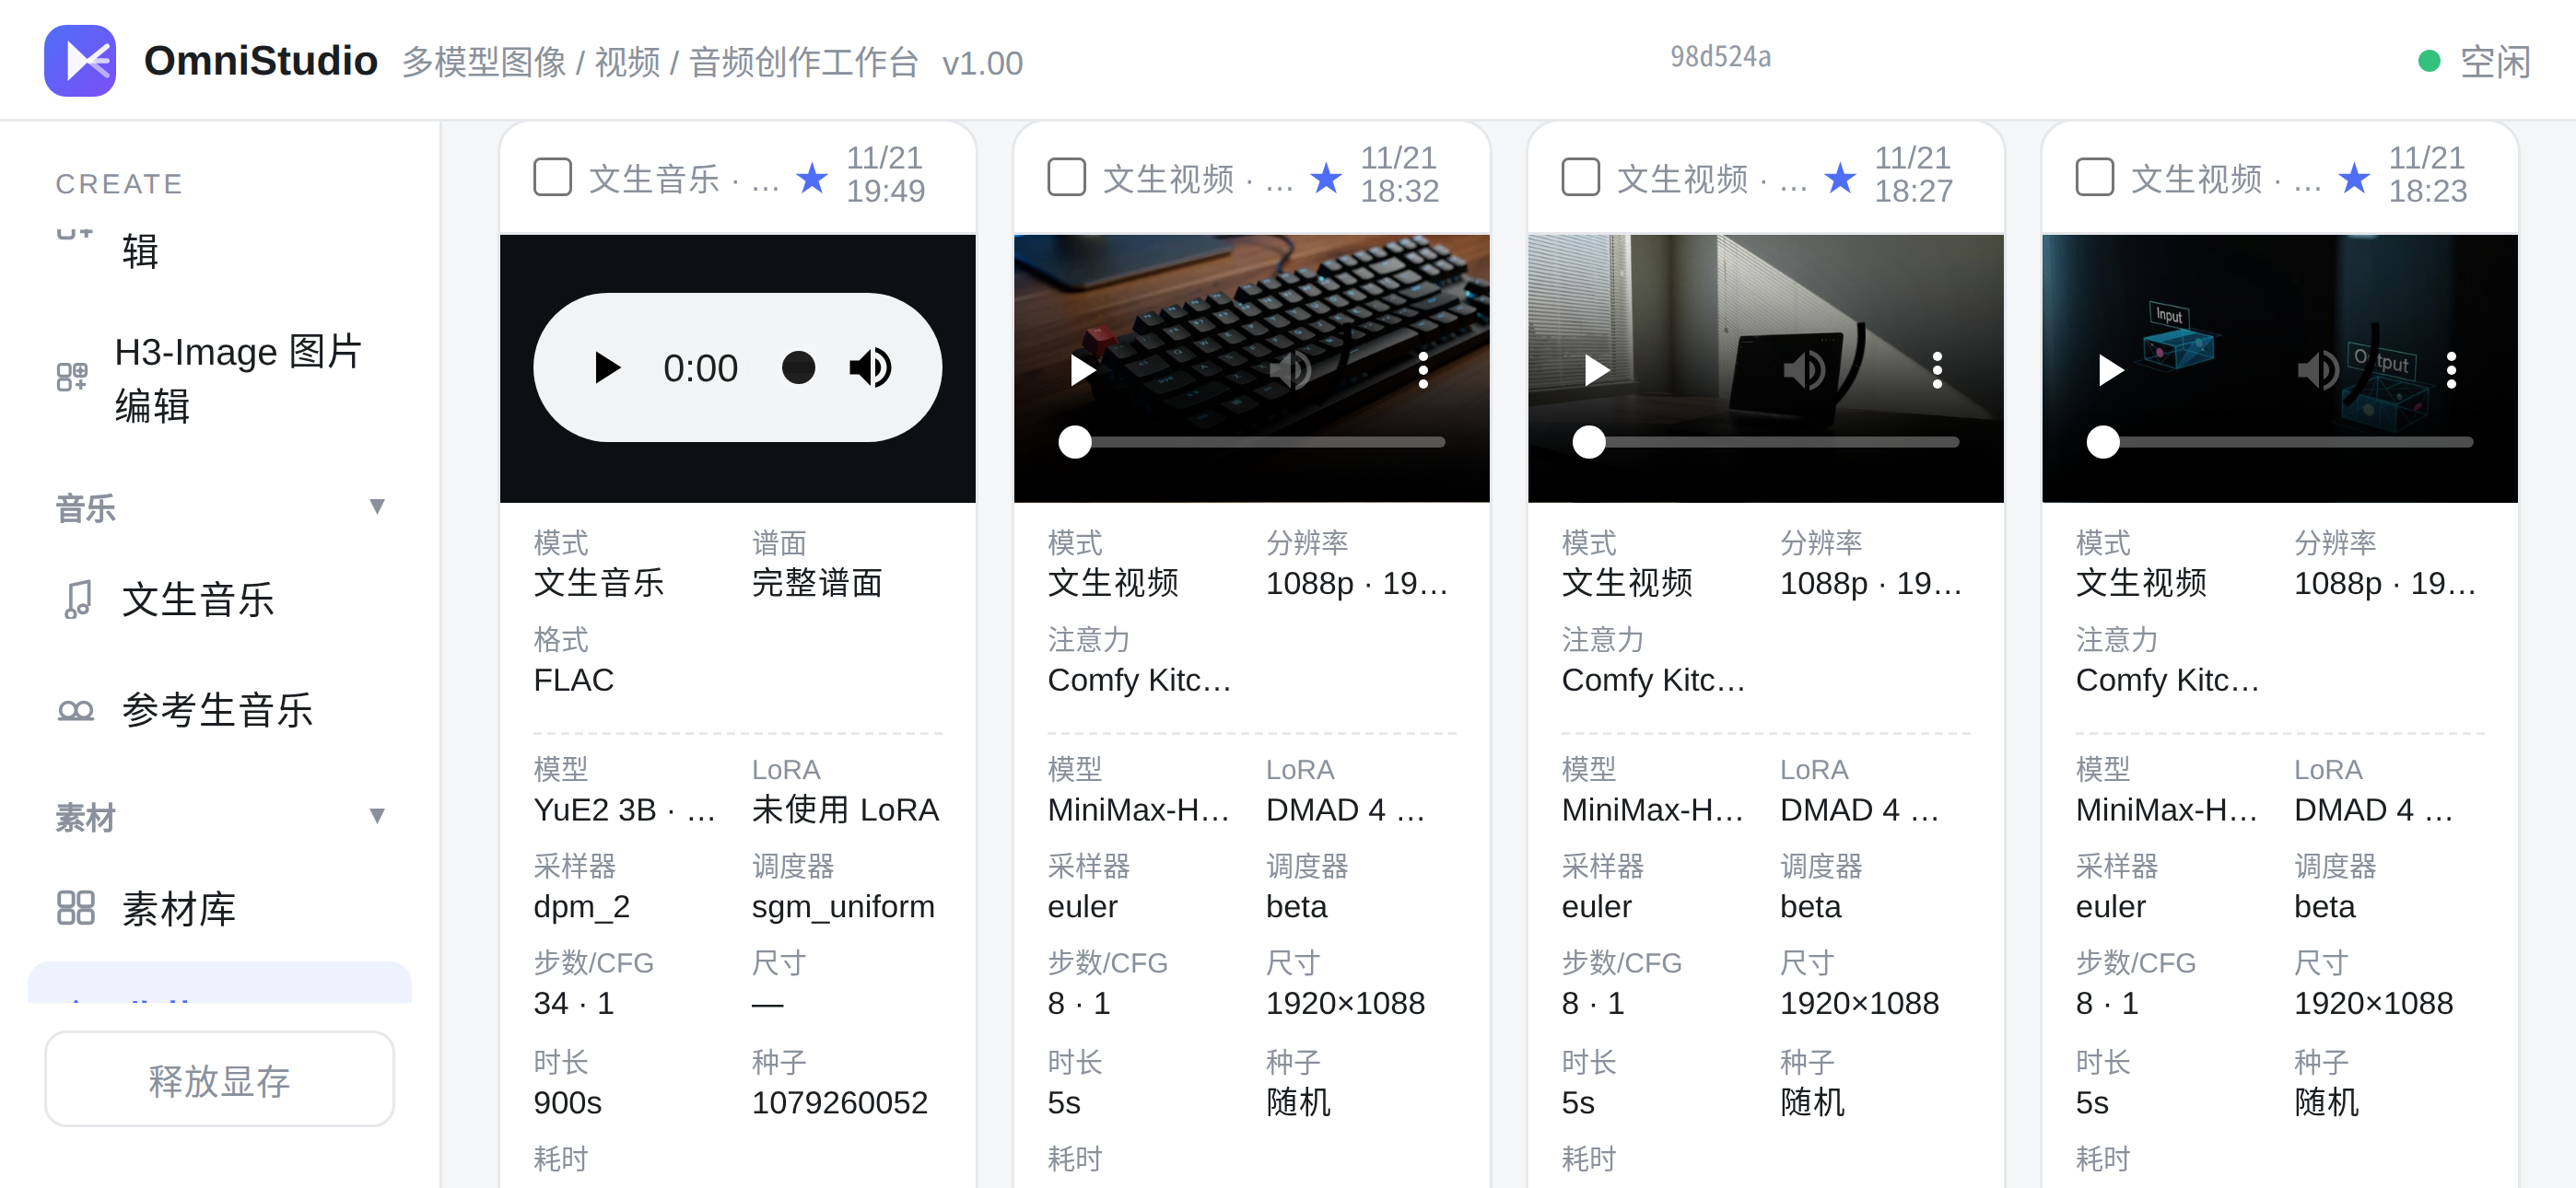 OmniStudio 多模型图像 / 视频 / 音频创作工作台 v1.00
98d524a
空闲
CREATE
辑
H3-Image 图片
编辑
音乐
文生音乐
参考生音乐
素材
素材库
释放显存
文生音乐 · …
11/21
19:49
0:00
模式 谱面
文生音乐 完整谱面
格式
FLAC
模型 LoRA
YuE2 3B · … 未使用 LoRA
采样器 调度器
dpm_2 sgm_uniform
步数/CFG 尺寸
34 · 1 —
时长 种子
900s 1079260052
耗时
文生视频 · …
11/21
18:32
模式 分辨率
文生视频 1088p · 19…
注意力
Comfy Kitc…
模型 LoRA
MiniMax-H… DMAD 4 …
采样器 调度器
euler beta
步数/CFG 尺寸
8 · 1 1920×1088
时长 种子
5s 随机
耗时
文生视频 · …
11/21
18:27
模式 分辨率
文生视频 1088p · 19…
注意力
Comfy Kitc…
模型 LoRA
MiniMax-H… DMAD 4 …
采样器 调度器
euler beta
步数/CFG 尺寸
8 · 1 1920×1088
时长 种子
5s 随机
耗时
文生视频 · …
11/21
18:23
Input
Output
模式 分辨率
文生视频 1088p · 19…
注意力
Comfy Kitc…
模型 LoRA
MiniMax-H… DMAD 4 …
采样器 调度器
euler beta
步数/CFG 尺寸
8 · 1 1920×1088
时长 种子
5s 随机
耗时